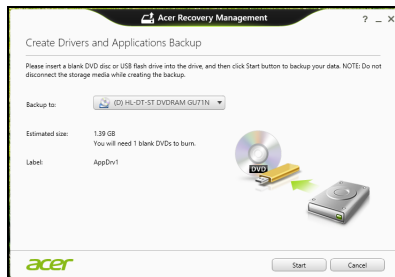 Acer Recovery Management
? _ X
Create Drivers and Applications Backup
Please insert a blank DVD disc or USB flash drive into the drive, and then click Start button to backup your data. NOTE: Do not
disconnect the storage media while creating the backup.
Backup to: (D) HL-DT-ST DVDRAM GU71N
Estimated size: 1.39 GB
You will need 1 blank DVDs to burn.
Label: AppDrv1
DVD
acer Start Cancel